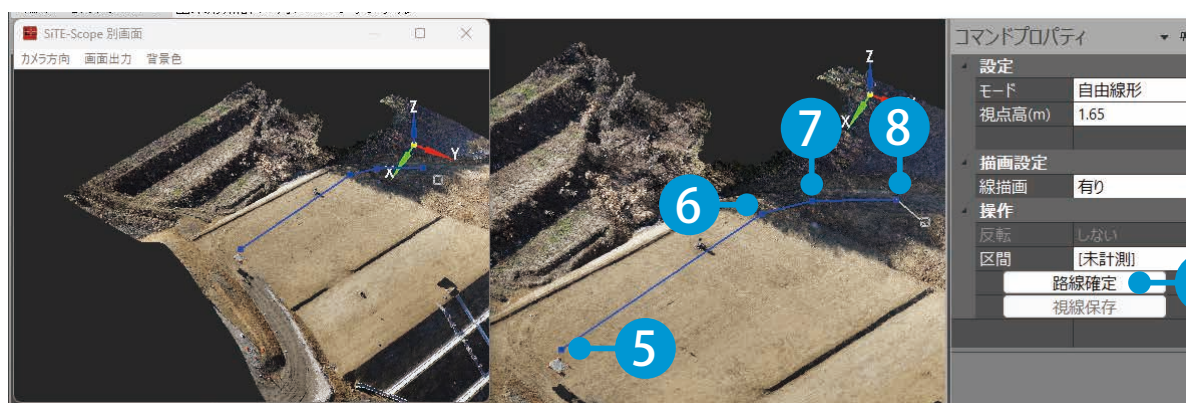 SiTE-Scope 別画面
カメラ方向 画面出力 背景色
Z
X
Y
Z
X
5
6
7
8
コマンドプロパティ
設定
モード 自由線形
視点高(m) 1.65
描画設定
線描画 有り
操作
反転 しない
区間 [未計測]
路線確定
視線保存